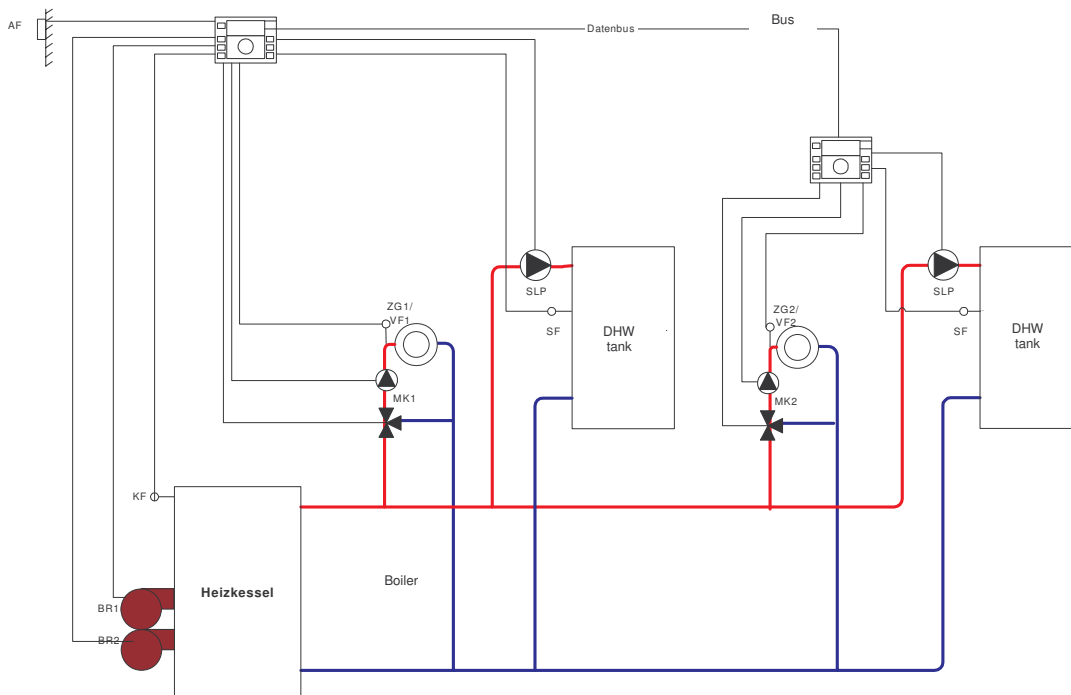 Bus
AF
Datenbus
SLP
SLP
ZG1/
VF1
ZG2/
VF2
SF
SF
DHW
tank
DHW
tank
MK1
MK2
KF
Boiler
Heizkessel
BR1
BR2